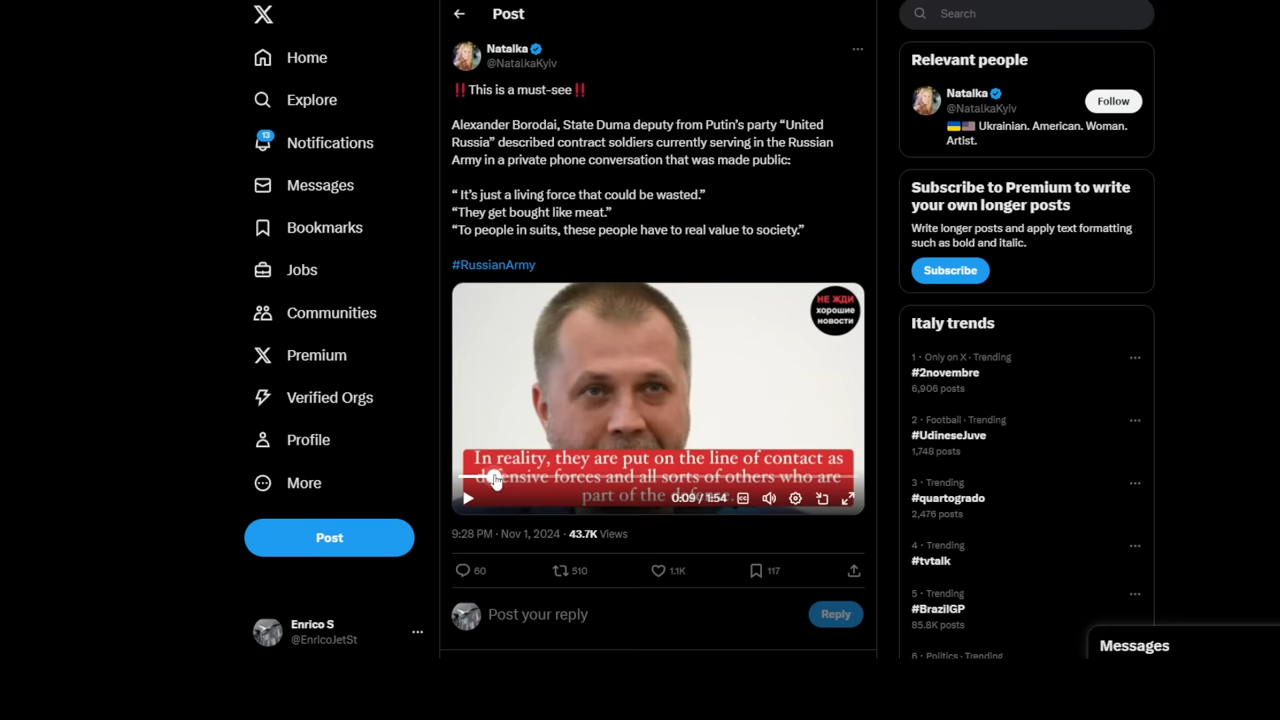 Post
Search
Home
Explore
13
Notifications
Messages
Bookmarks
Jobs
Communities
Premium
Verified Orgs
Profile
More
Post
Enrico S
@EnricoJetSt
Natalka
@NatalkaKyiv
‼️This is a must-see‼️
Alexander Borodai, State Duma deputy from Putin's party “United
Russia” described contract soldiers currently serving in the Russian
Army in a private phone conversation that was made public:
“ It's just a living force that could be wasted.”
“They get bought like meat.”
“To people in suits, these people have to real value to society.”
#RussianArmy
НЕ ЖДИ
хорошие
новости
In reality, they are put on the line of contact as
defensive forces and all sorts of others who are
part of the defense.
0:09 / 1:54
CC
9:28 PM · Nov 1, 2024 · 43.7K Views
60
510
1.1K
117
Post your reply
Reply
Relevant people
Natalka
@NatalkaKyiv
Follow
Ukrainian. American. Woman.
Artist.
Subscribe to Premium to write
your own longer posts
Write longer posts and apply text formatting
such as bold and italic.
Subscribe
Italy trends
1 · Only on X · Trending
#2novembre
6,906 posts
2 · Football · Trending
#UdineseJuve
1,748 posts
3 · Trending
#quartogrado
2,476 posts
4 · Trending
#tvtalk
5 · Trending
#BrazilGP
85.8K posts
6 · Politics · Trending
Messages